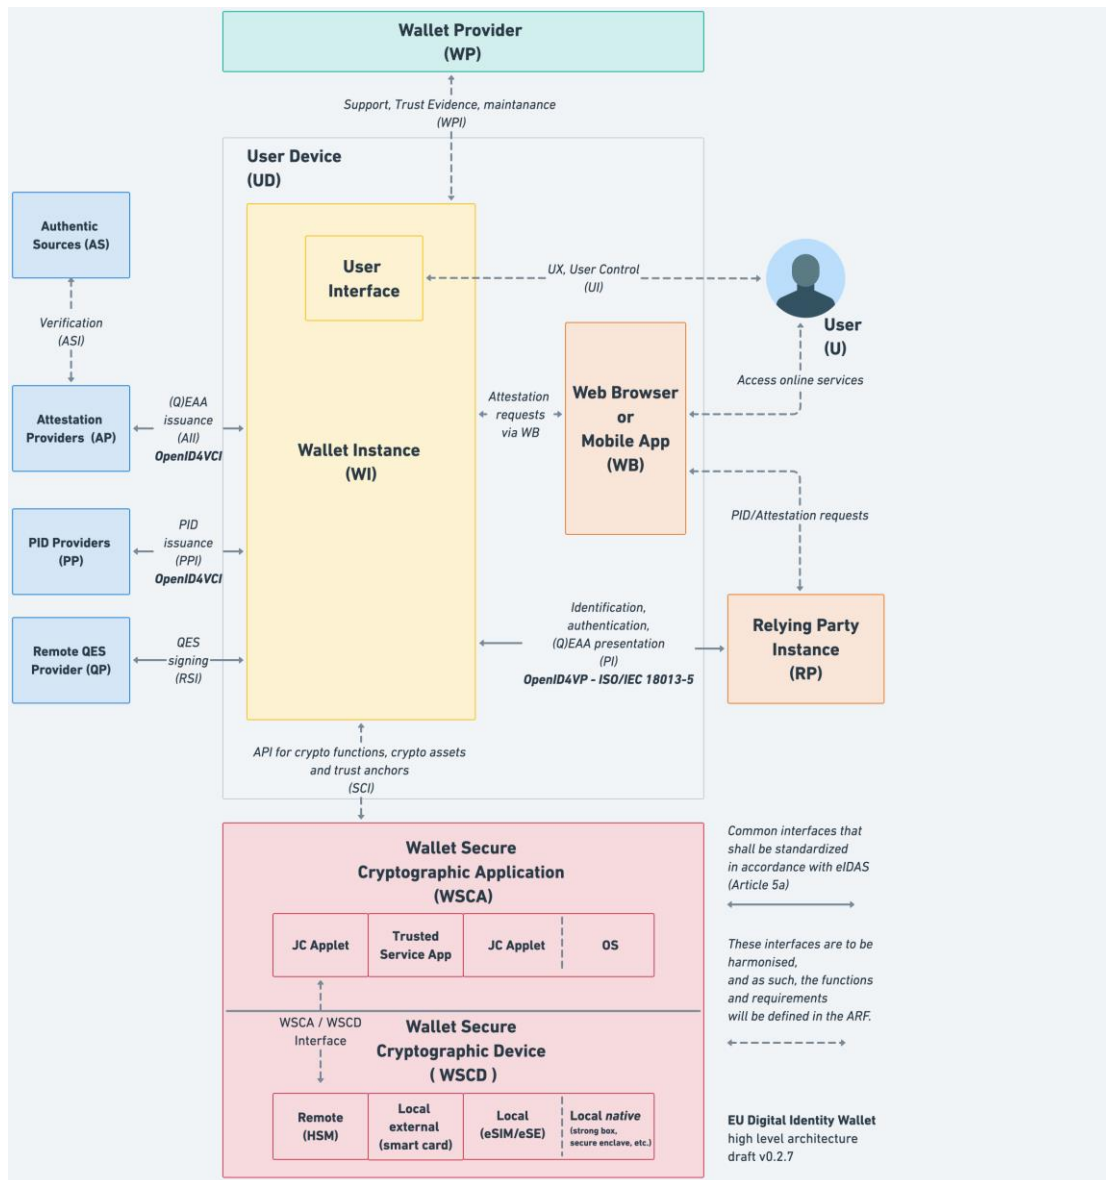 Wallet Provider
(WP)
Support, Trust Evidence, maintanance
(WPI)
User Device
(UD)
Authentic
Sources (AS)
User
Interface
UX, User Control
(UI)
User
(U)
Verification
(ASI)
Web Browser
or
Mobile App
(WB)
Access online services
Attestation
Providers (AP)
(Q)EAA
issuance
(AII)
OpenID4VCI
Wallet Instance
(WI)
Attestation
requests
via WB
PID Providers
(PP)
PID
issuance
(PPI)
OpenID4VCI
PID/Attestation requests
Remote QES
Provider (QP)
QES
signing
(RSI)
Identification,
authentication,
(Q)EAA presentation
(PI)
OpenID4VP - ISO/IEC 18013-5
Relying Party
Instance
(RP)
API for crypto functions, crypto assets
and trust anchors
(SCI)
Wallet Secure
Cryptographic Application
(WSCA)
JC Applet
Trusted
Service App
JC Applet
OS
WSCA / WSCD
Interface
Wallet Secure
Cryptographic Device
( WSCD )
Remote
(HSM)
Local
external
(smart card)
Local
(eSIM/eSE)
Local native
(strong box,
secure enclave, etc.)
Common interfaces that
shall be standardized
in accordance with eIDAS
(Article 5a)
These interfaces are to be
harmonised,
and as such, the functions
and requirements
will be defined in the ARF.
EU Digital Identity Wallet
high level architecture
draft v0.2.7